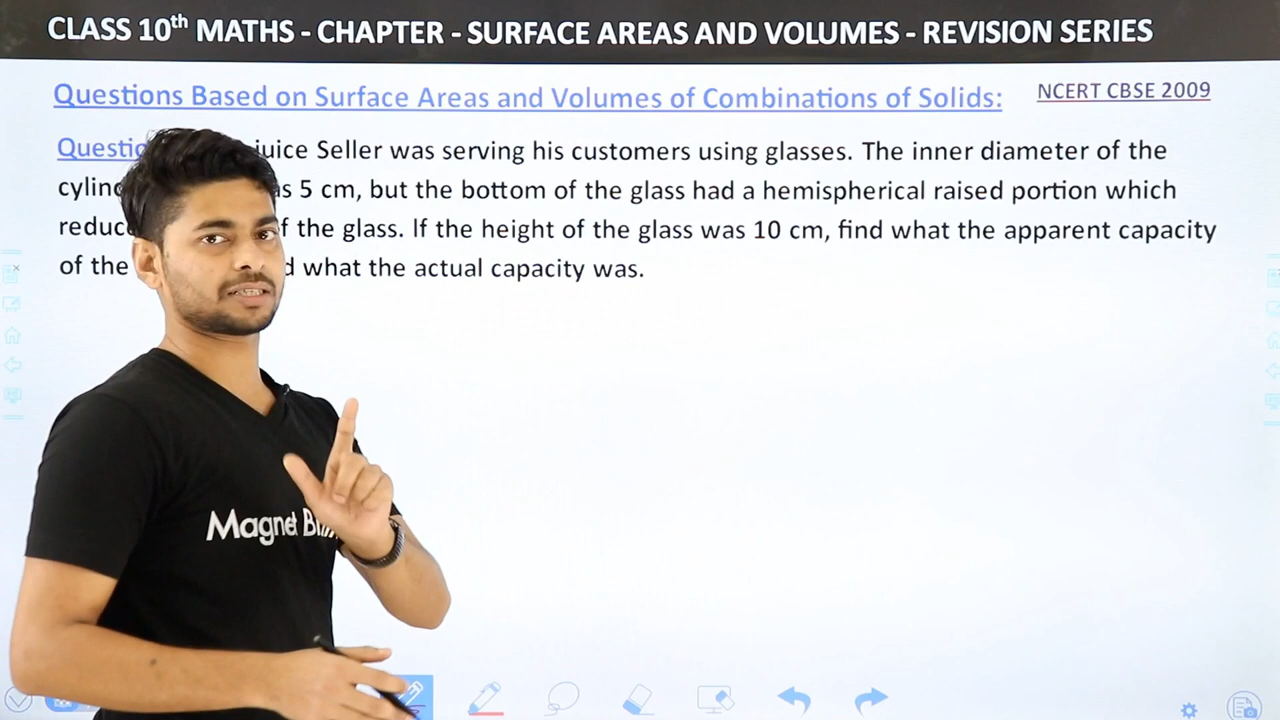 CLASS 10th MATHS - CHAPTER - SURFACE AREAS AND VOLUMES - REVISION SERIES
Questions Based on Surface Areas and Volumes of Combinations of Solids:
NCERT CBSE 2009
juice Seller was serving his customers using glasses. The inner diameter of the
5 cm, but the bottom of the glass had a hemispherical raised portion which
the glass. If the height of the glass was 10 cm, find what the apparent capacity
of the what the actual capacity was.
Magnet